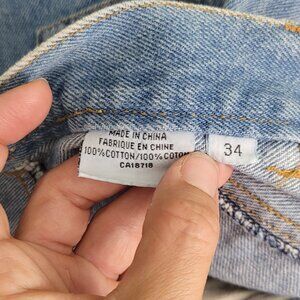 MADE IN CHINA
FABRIQUE EN CHINE
100%COTTON/100%COTON
CA18718
34